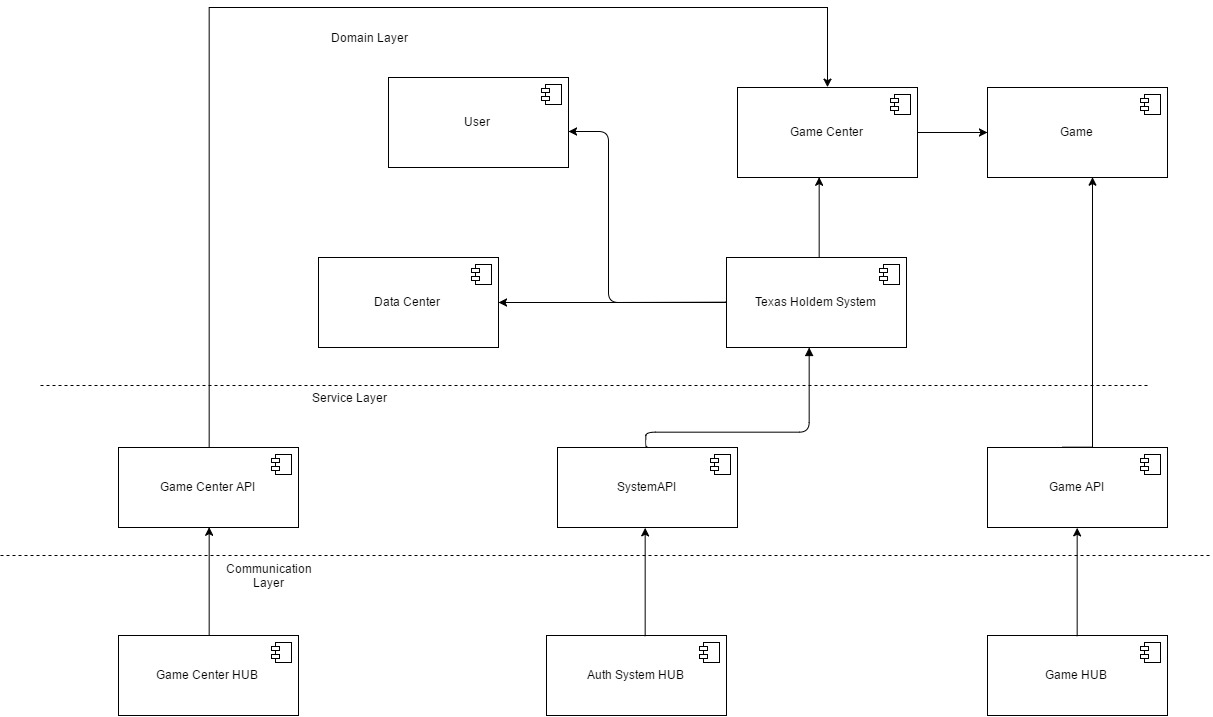 Domain Layer
User
Game Center
Game
Data Center
Texas Holdem System
Service Layer
Game Center API
SystemAPI
Game API
Communication
Layer
Game Center HUB
Auth System HUB
Game HUB